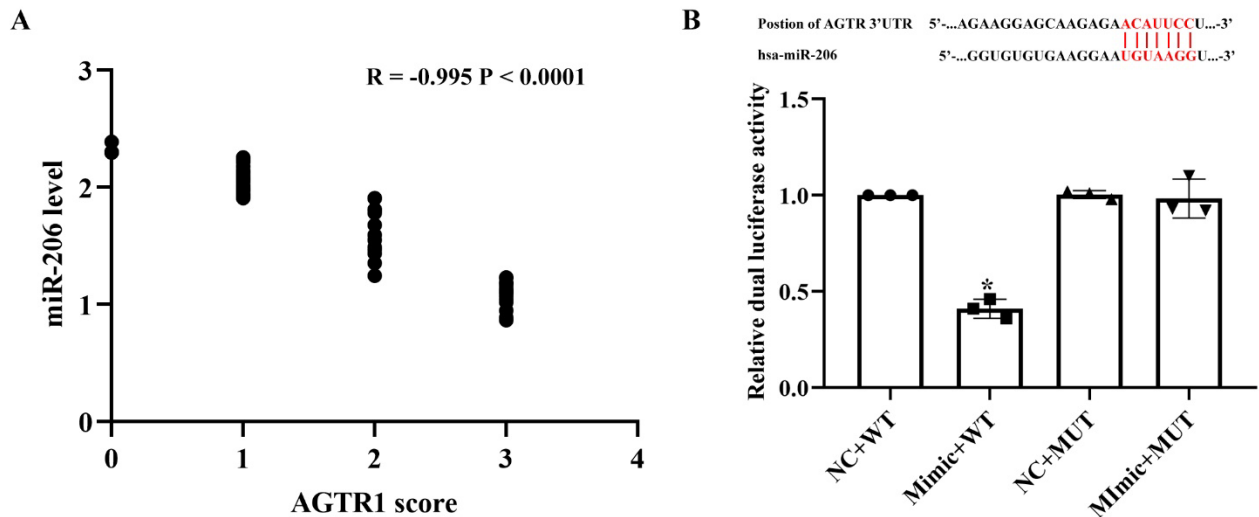 A
R = -0.995 P < 0.0001
miR-206 level
3
2
1
0
0 1 2 3 4
AGTR1 score
B
Postion of AGTR 3'UTR 5'-...AGAAGGAGCAAGAGAACAUUCCU...-3'
hsa-miR-206 5'-...GGUGUGUGAAGGAAUGUAAGGU...-3'
Relative dual luciferase activity
1.5
1.0
0.5
0.0
*
NC+WT
Mimic+WT
NC+MUT
MImic+MUT